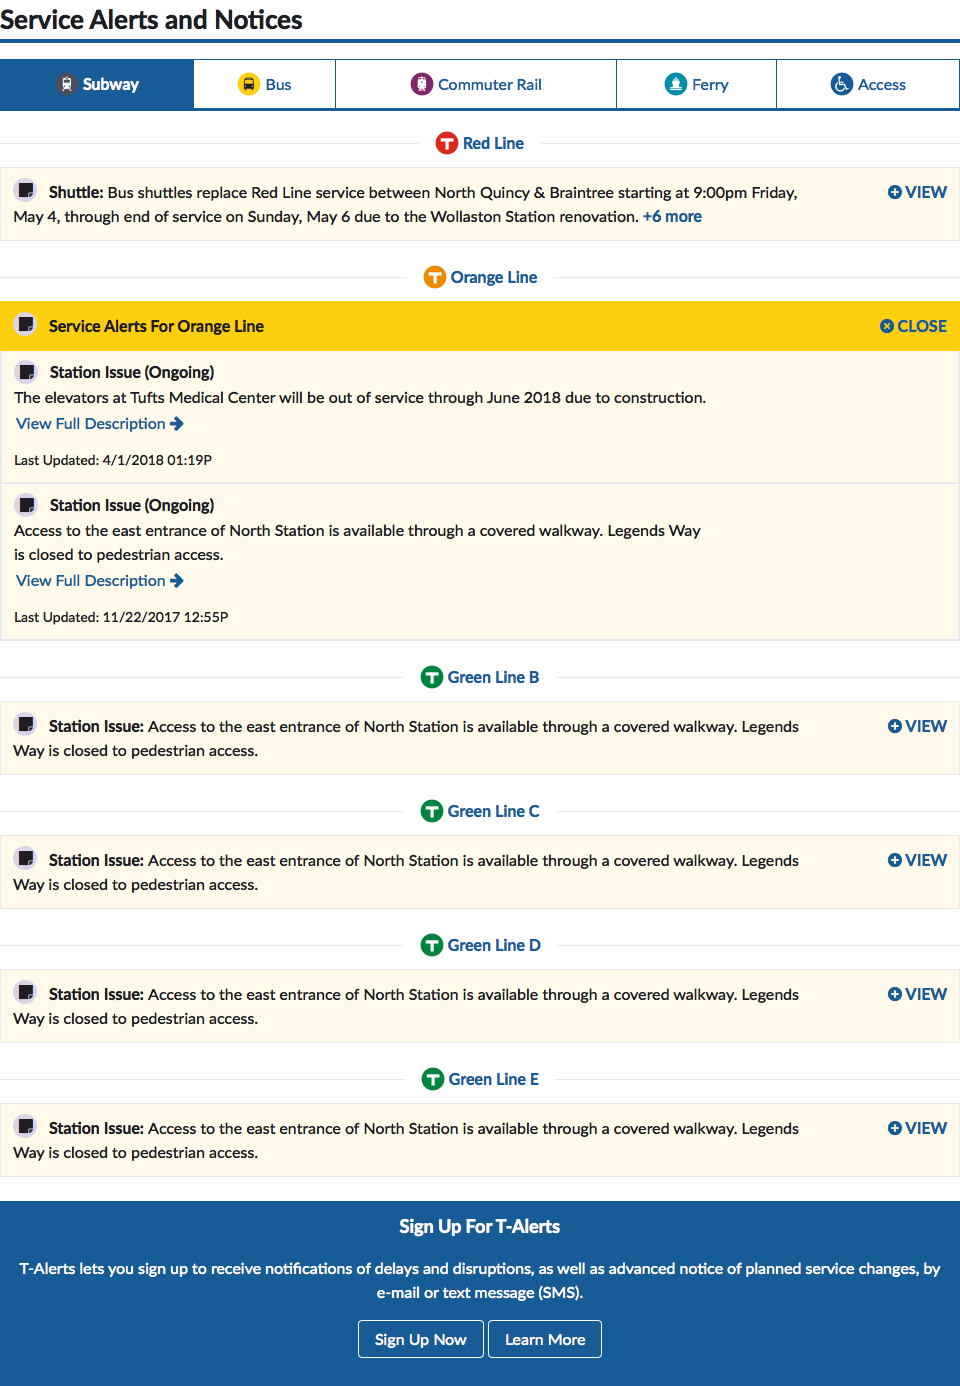 Service Alerts and Notices
Subway
Bus
Commuter Rail
Ferry
Access
T Red Line
Shuttle: Bus shuttles replace Red Line service between North Quincy & Braintree starting at 9:00pm Friday,
May 4, through end of service on Sunday, May 6 due to the Wollaston Station renovation. +6 more
VIEW
T Orange Line
Service Alerts For Orange Line
CLOSE
Station Issue (Ongoing)
The elevators at Tufts Medical Center will be out of service through June 2018 due to construction.
View Full Description
Last Updated: 4/1/2018 01:19P
Station Issue (Ongoing)
Access to the east entrance of North Station is available through a covered walkway. Legends Way
is closed to pedestrian access.
View Full Description
Last Updated: 11/22/2017 12:55P
T Green Line B
Station Issue: Access to the east entrance of North Station is available through a covered walkway. Legends
Way is closed to pedestrian access.
VIEW
T Green Line C
Station Issue: Access to the east entrance of North Station is available through a covered walkway. Legends
Way is closed to pedestrian access.
VIEW
T Green Line D
Station Issue: Access to the east entrance of North Station is available through a covered walkway. Legends
Way is closed to pedestrian access.
VIEW
T Green Line E
Station Issue: Access to the east entrance of North Station is available through a covered walkway. Legends
Way is closed to pedestrian access.
VIEW
Sign Up For T-Alerts
T-Alerts lets you sign up to receive notifications of delays and disruptions, as well as advanced notice of planned service changes, by
e-mail or text message (SMS).
Sign Up Now
Learn More